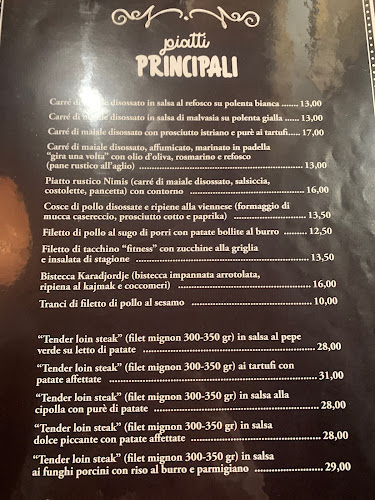 piatti
PRINCIPALI
Carré di maiale disossato in salsa al refosco su polenta bianca ....... 13,00
Carré di maiale disossato in salsa di malvasia su polenta gialla ...... 13,00
Carré di maiale disossato con prosciutto istriano e purè ai tartufi..... 17,00
Carré di maiale disossato, affumicato, marinato in padella
“gira una volta” con olio d’oliva, rosmarino e refosco
(pane rustico all’aglio) ........ 13,00
Piatto rustico Nimis (carré di maiale disossato, salsiccia,
costolette, pancetta) con contorno ........ 16,00
Cosce di pollo disossate e ripiene alla viennese (formaggio di
mucca casereccio, prosciutto cotto e paprika) ........ 13,50
Filetto di pollo al sugo di porri con patate bollite al burro ........ 12,50
Filetto di tacchino “fitness” con zucchine alla griglia
e insalata di stagione ........ 13,50
Bistecca Karadjordje (bistecca impannata arrotolata,
ripiena al kajmak e coccomeri) ........ 16,00
Tranci di filetto di pollo al sesamo ........ 10,00
“Tender loin steak” (filet mignon 300-350 gr) in salsa al pepe
verde su letto di patate ........ 28,00
“Tender loin steak” (filet mignon 300-350 gr) ai tartufi con
patate affettate ........ 31,00
“Tender loin steak” (filet mignon 300-350 gr) in salsa alla
cipolla con purè di patate ........ 28,00
“Tender loin steak” (filet mignon 300-350 gr) in salsa
dolce piccante con patate affettate ........ 28,00
“Tender loin steak” (filet mignon 300-350 gr) in salsa
ai funghi porcini con riso al burro e parmigiano ........ 29,00